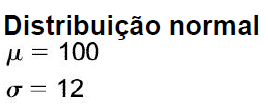 Distribuição normal
μ = 100
σ = 12